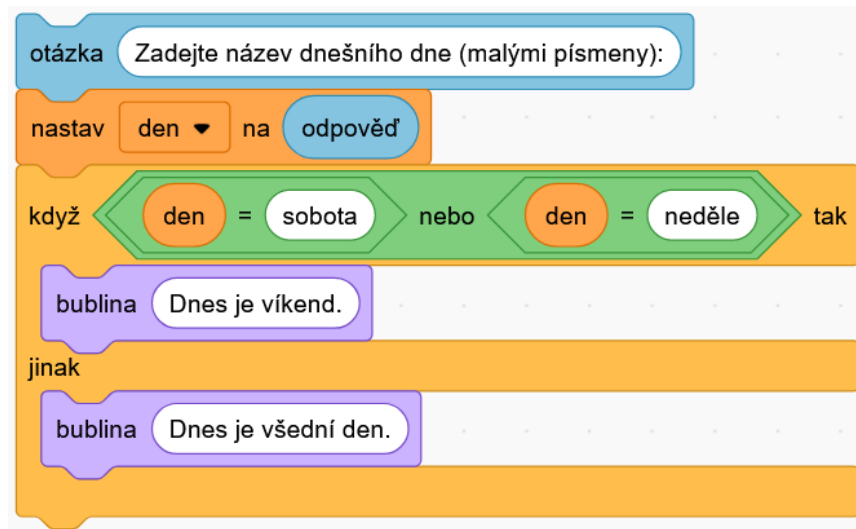 otázka Zadejte název dnešního dne (malými písmeny):
nastav den na odpověď
když den = sobota nebo den = neděle tak
bublina Dnes je víkend.
jinak
bublina Dnes je všední den.